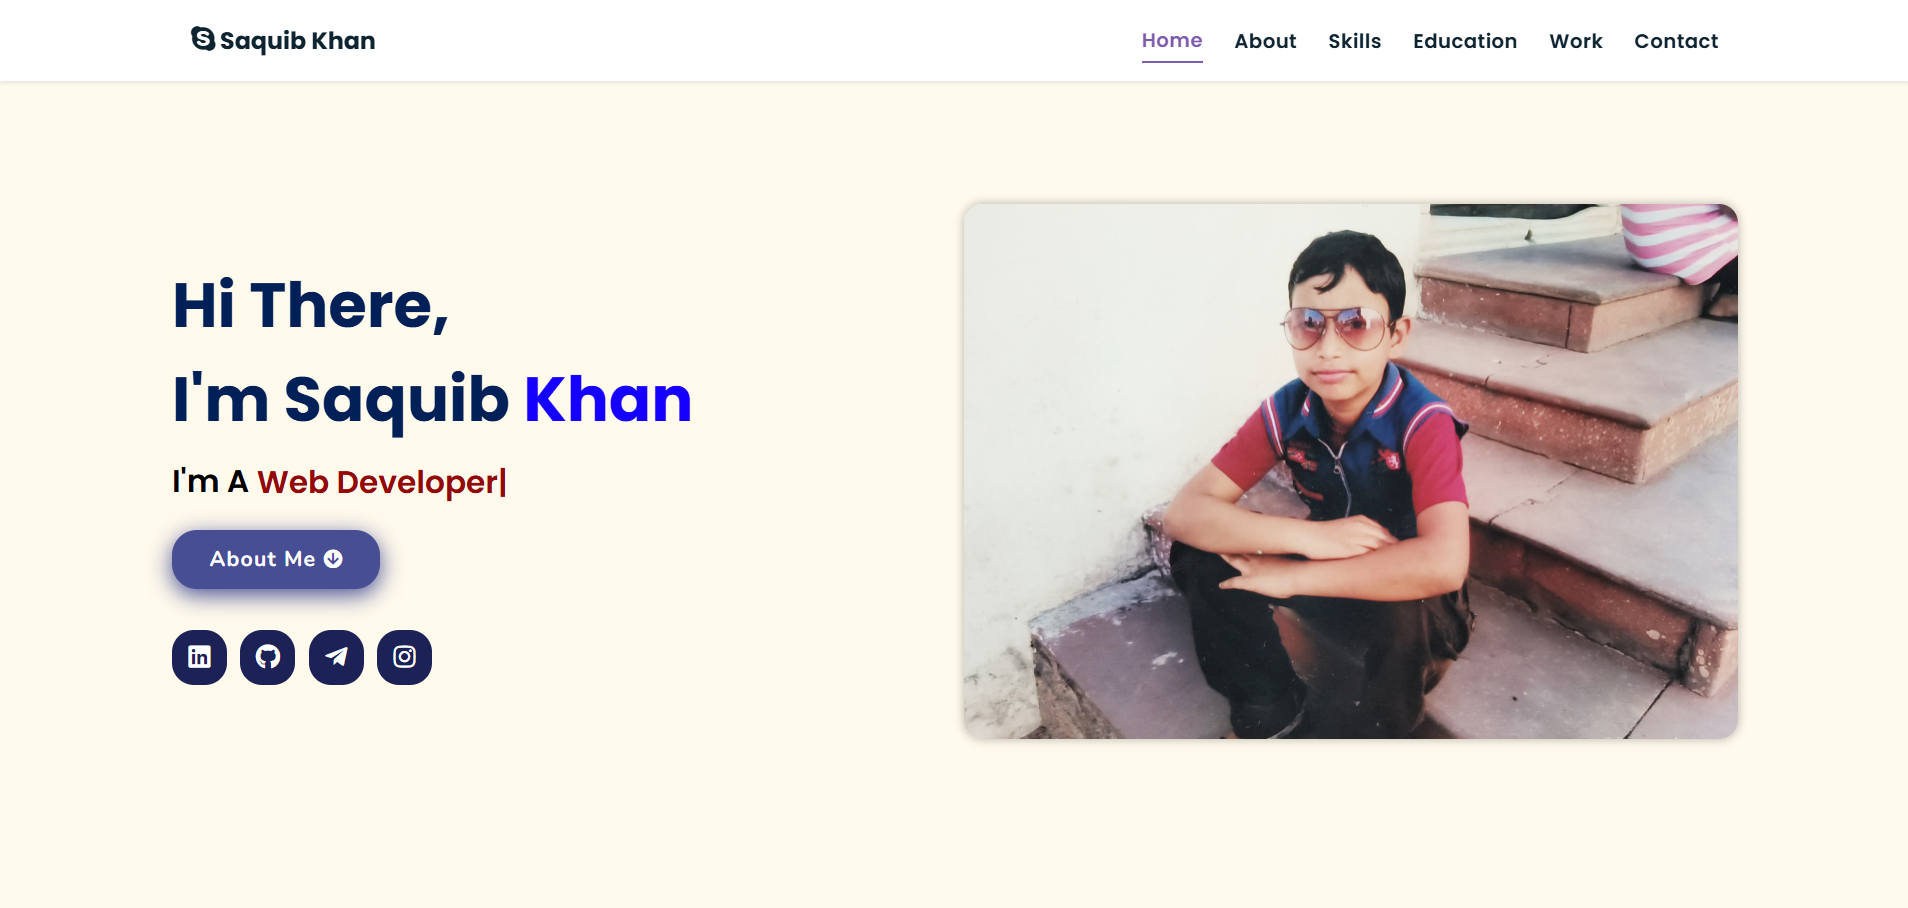 Saquib Khan
Home About Skills Education Work Contact
Hi There,
I'm Saquib Khan
I'm A Web Developer|
About Me